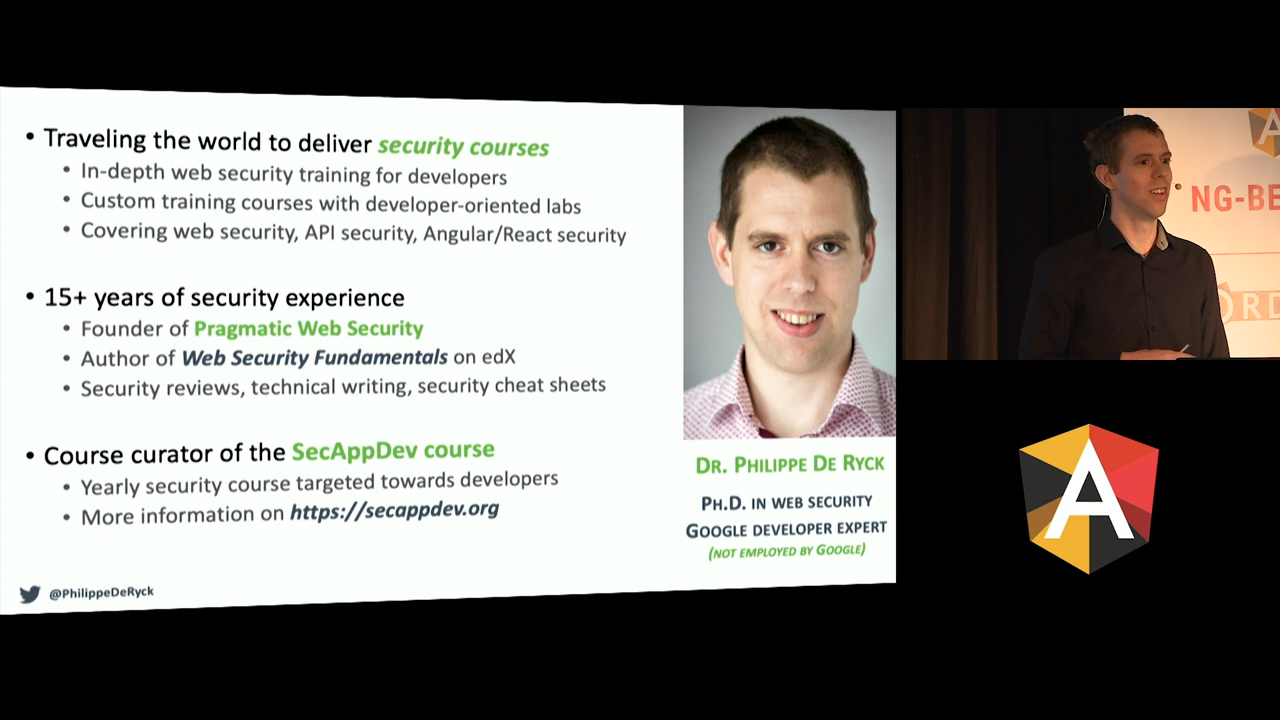 • Traveling the world to deliver security courses
• In-depth web security training for developers
• Custom training courses with developer-oriented labs
• Covering web security, API security, Angular/React security
• 15+ years of security experience
• Founder of Pragmatic Web Security
• Author of Web Security Fundamentals on edX
• Security reviews, technical writing, security cheat sheets
• Course curator of the SecAppDev course
• Yearly security course targeted towards developers
• More information on https://secappdev.org
@PhilippeDeRyck
DR. PHILIPPE DE RYCK
PH.D. IN WEB SECURITY
GOOGLE DEVELOPER EXPERT
(NOT EMPLOYED BY GOOGLE)
NG-BE
ORD
A